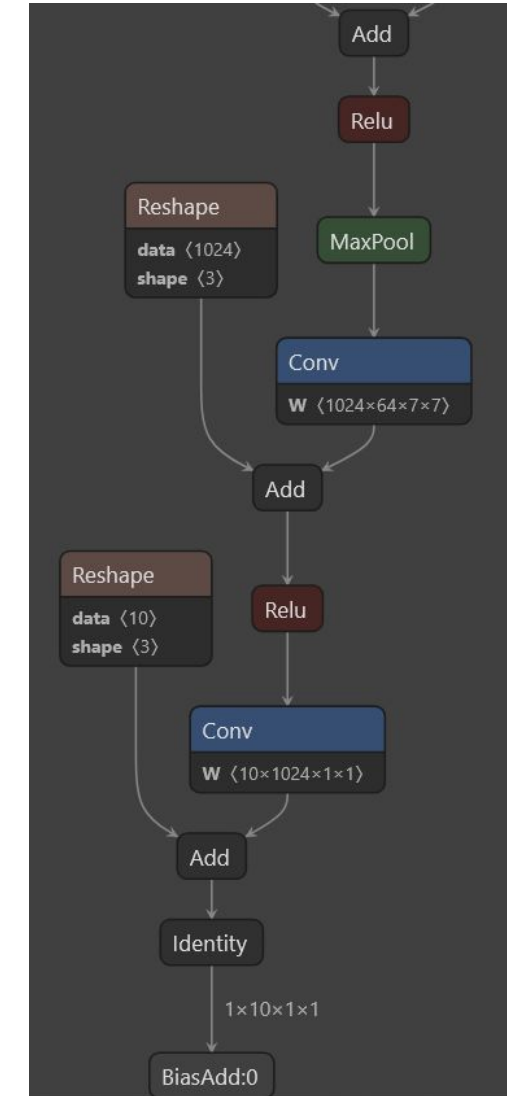 Add
Relu
Reshape
data 〈1024〉
shape 〈3〉
MaxPool
Conv
W 〈1024×64×7×7〉
Add
Reshape
data 〈10〉
shape 〈3〉
Relu
Conv
W 〈10×1024×1×1〉
Add
Identity
1×10×1×1
BiasAdd:0